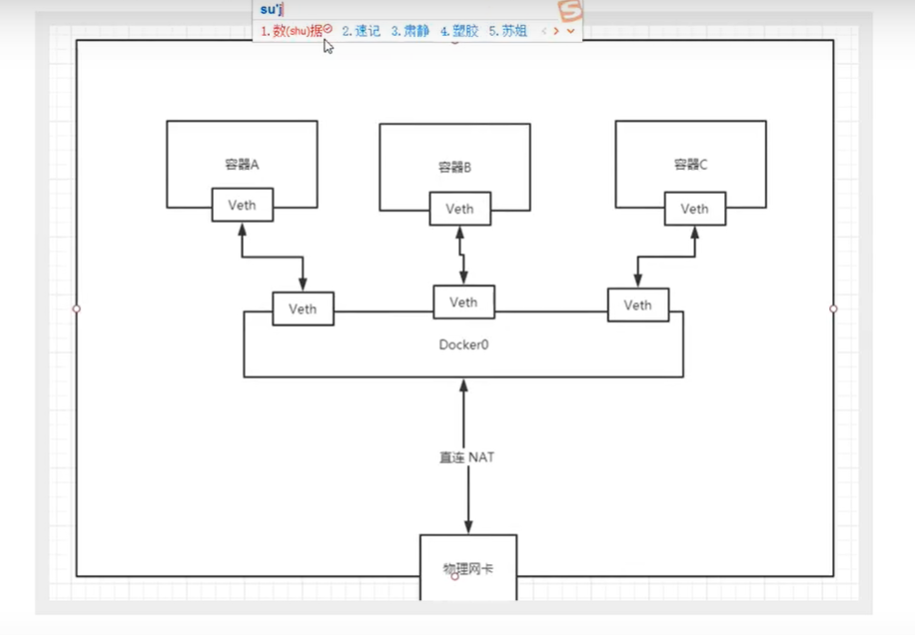 su'j
1.数(shu)据 2.速记 3.肃静 4.塑胶 5.苏姐
容器A
容器B
容器C
Veth
Veth
Veth
Veth
Veth
Veth
Docker0
直连 NAT
物理网卡